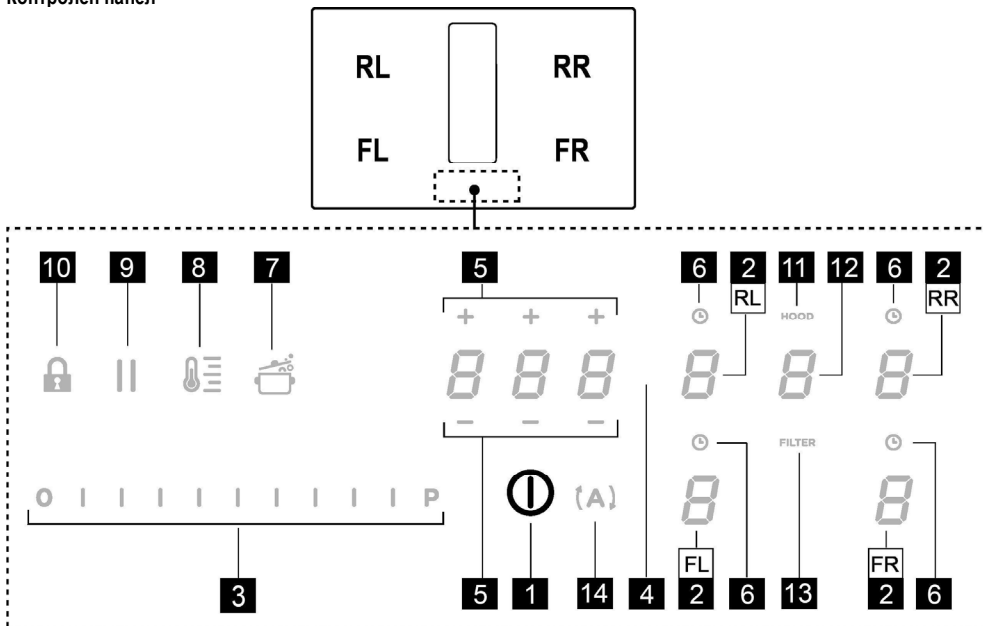 Контролен панел
RL RR
FL FR
10 9 8 7 5 6 2 11 12 6 2
RL RR
+ + + HOOD
8 8 8 8 8 8
- - - FILTER
0 I I I I I I I I I P (A) 8 8
FL FR
3 5 1 14 4 2 6 13 2 6